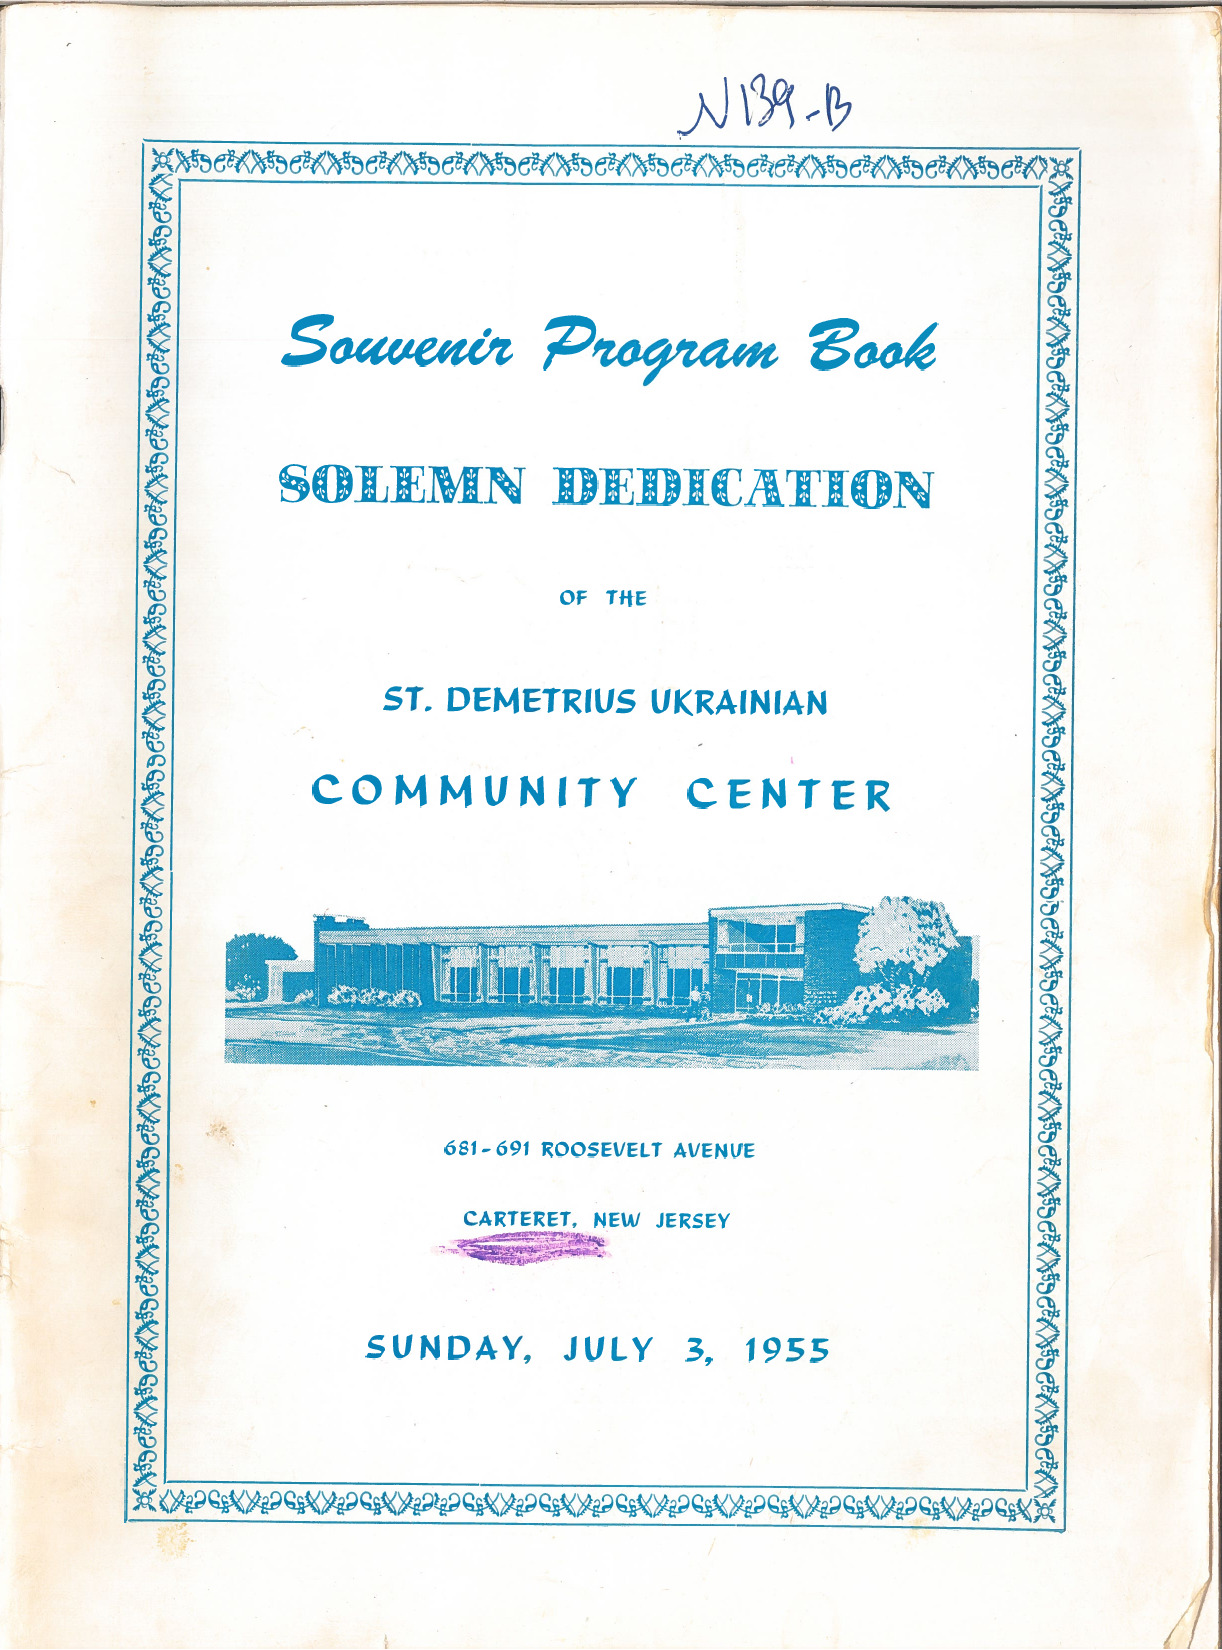 N139-B
Souvenir Program Book
SOLEMN DEDICATION
OF THE
ST. DEMETRIUS UKRAINIAN
COMMUNITY CENTER
681-691 ROOSEVELT AVENUE
CARTERET, NEW JERSEY
SUNDAY, JULY 3, 1955